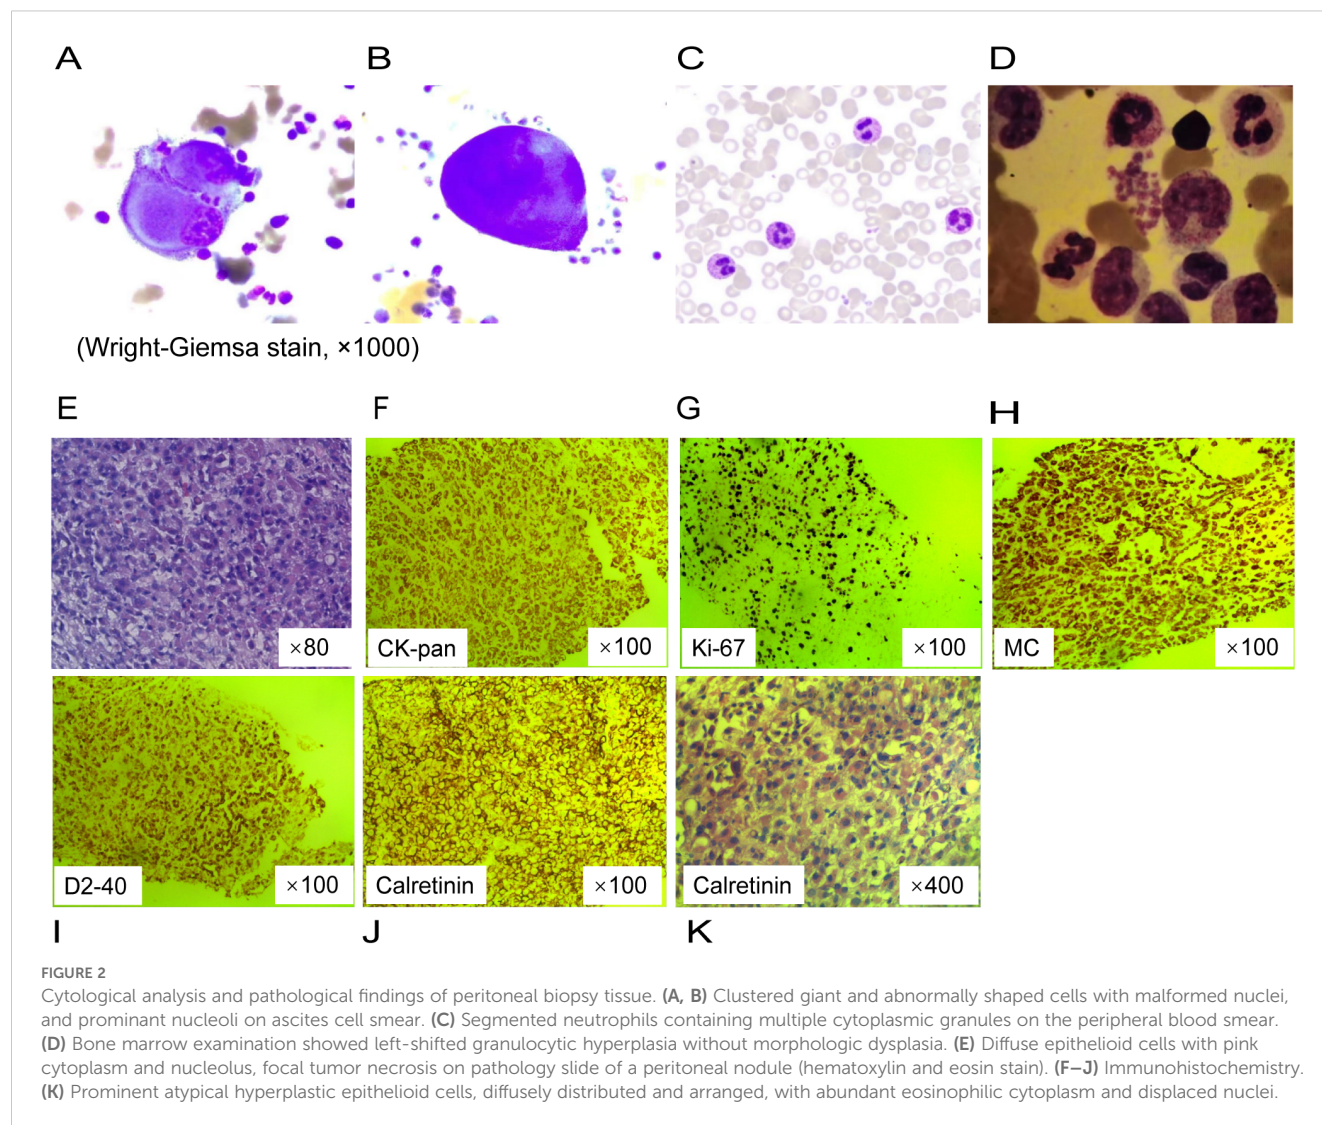 A
B
C
D
(Wright-Giemsa stain, ×1000)
E
F
G
H
×80
CK-pan
×100
Ki-67
×100
MC
×100
D2-40
×100
Calretinin
×100
Calretinin
×400
I
J
K
FIGURE 2
Cytological analysis and pathological findings of peritoneal biopsy tissue. (A, B) Clustered giant and abnormally shaped cells with malformed nuclei,
and prominant nucleoli on ascites cell smear. (C) Segmented neutrophils containing multiple cytoplasmic granules on the peripheral blood smear.
(D) Bone marrow examination showed left-shifted granulocytic hyperplasia without morphologic dysplasia. (E) Diffuse epithelioid cells with pink
cytoplasm and nucleolus, focal tumor necrosis on pathology slide of a peritoneal nodule (hematoxylin and eosin stain). (F–J) Immunohistochemistry.
(K) Prominent atypical hyperplastic epithelioid cells, diffusely distributed and arranged, with abundant eosinophilic cytoplasm and displaced nuclei.